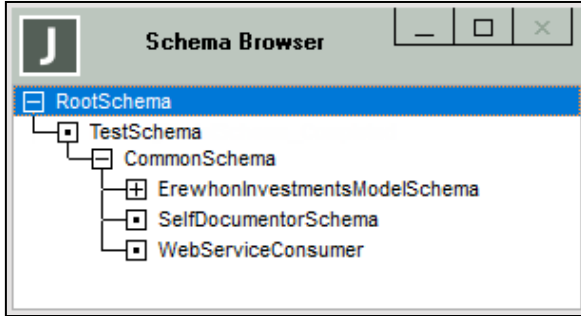 J
Schema Browser
RootSchema
TestSchema
CommonSchema
ErewhonInvestmentsModelSchema
SelfDocumentorSchema
WebServiceConsumer